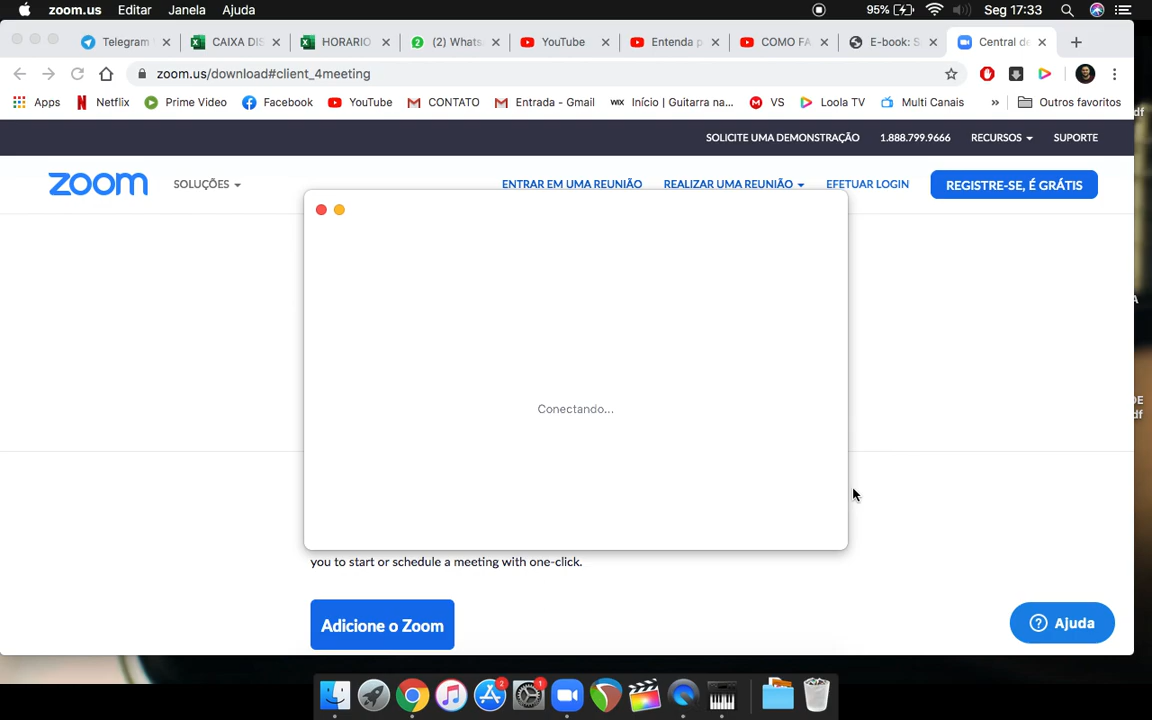 zoom.us Editar Janela Ajuda 95% Seg 17:33
Telegram CAIXA DIS HORARIO (2) Whats YouTube Entenda p COMO FA E-book: S Central de
zoom.us/download#client_4meeting
Apps Netflix Prime Video Facebook YouTube CONTATO Entrada - Gmail WIX Início | Guitarra na... VS Loola TV Multi Canais » Outros favoritos
SOLICITE UMA DEMONSTRAÇÃO 1.888.799.9666 RECURSOS SUPORTE
zoom SOLUÇÕES ENTRAR EM UMA REUNIÃO REALIZAR UMA REUNIÃO EFETUAR LOGIN REGISTRE-SE, É GRÁTIS
Conectando...
you to start or schedule a meeting with one-click.
Adicione o Zoom
Ajuda
2 1